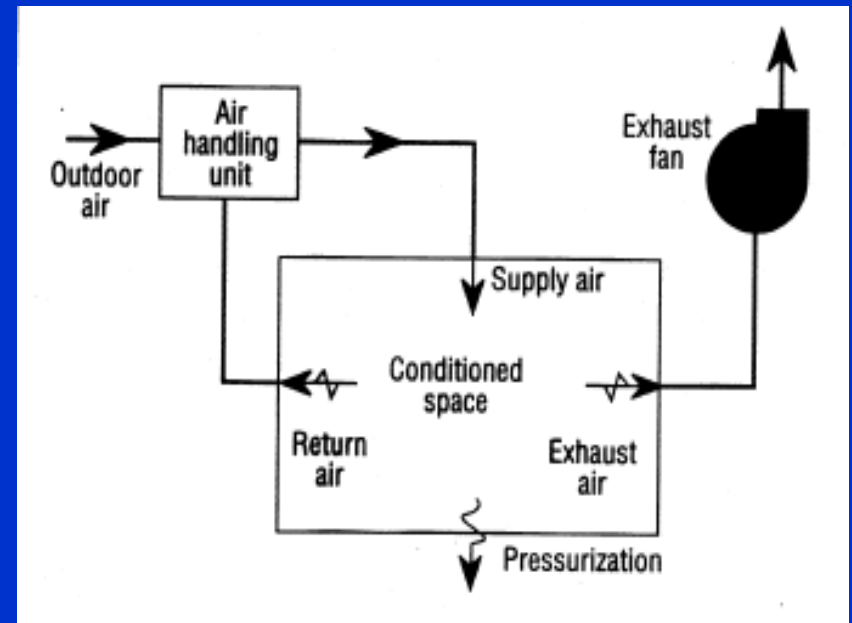 Air
handling
unit
Outdoor
air
Exhaust
fan
Supply air
Conditioned
space
Return
air
Exhaust
air
Pressurization